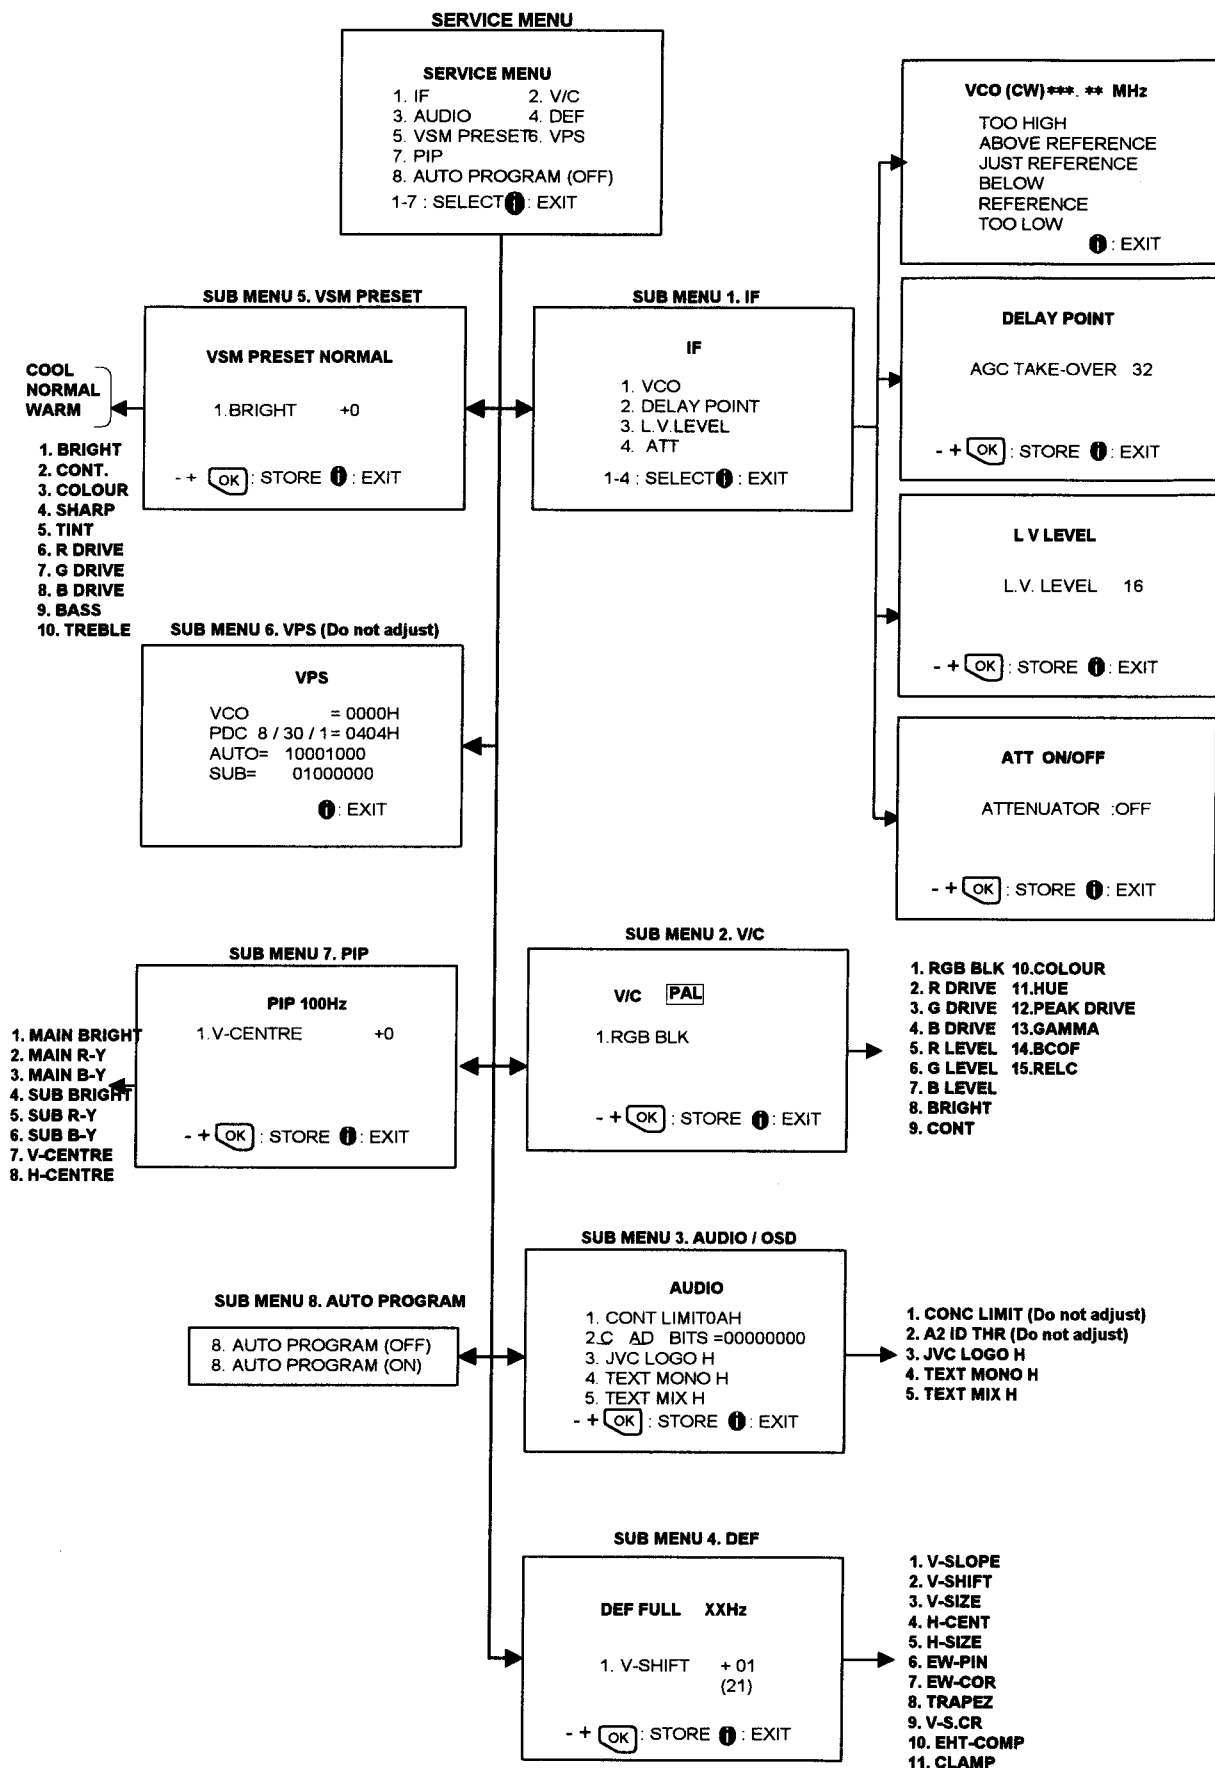 SERVICE MENU
SERVICE MENU
1. IF 2. V/C
3. AUDIO 4. DEF
5. VSM PRESET6. VPS
7. PIP
8. AUTO PROGRAM (OFF)
1-7 : SELECT i : EXIT
VCO (CW) ***. ** MHz
TOO HIGH
ABOVE REFERENCE
JUST REFERENCE
BELOW
REFERENCE
TOO LOW
i : EXIT
SUB MENU 5. VSM PRESET
VSM PRESET NORMAL
1.BRIGHT +0
- + OK : STORE i : EXIT
COOL
NORMAL
WARM
1. BRIGHT
2. CONT.
3. COLOUR
4. SHARP
5. TINT
6. R DRIVE
7. G DRIVE
8. B DRIVE
9. BASS
10. TREBLE
SUB MENU 1. IF
IF
1. VCO
2. DELAY POINT
3. L.V.LEVEL
4. ATT
1-4 : SELECT i : EXIT
DELAY POINT
AGC TAKE-OVER 32
- + OK : STORE i : EXIT
L V LEVEL
L.V. LEVEL 16
- + OK : STORE i : EXIT
ATT ON/OFF
ATTENUATOR :OFF
- + OK : STORE i : EXIT
SUB MENU 6. VPS (Do not adjust)
VPS
VCO = 0000H
PDC 8 / 30 / 1= 0404H
AUTO= 10001000
SUB= 01000000
i : EXIT
SUB MENU 7. PIP
PIP 100Hz
1.V-CENTRE +0
- + OK : STORE i : EXIT
1. MAIN BRIGHT
2. MAIN R-Y
3. MAIN B-Y
4. SUB BRIGHT
5. SUB R-Y
6. SUB B-Y
7. V-CENTRE
8. H-CENTRE
SUB MENU 2. V/C
V/C PAL
1.RGB BLK
- + OK : STORE i : EXIT
1. RGB BLK 10.COLOUR
2. R DRIVE 11.HUE
3. G DRIVE 12.PEAK DRIVE
4. B DRIVE 13.GAMMA
5. R LEVEL 14.BCOF
6. G LEVEL 15.RELC
7. B LEVEL
8. BRIGHT
9. CONT
SUB MENU 8. AUTO PROGRAM
8. AUTO PROGRAM (OFF)
8. AUTO PROGRAM (ON)
SUB MENU 3. AUDIO / OSD
AUDIO
1. CONT LIMIT0AH
2.C AD BITS =00000000
3. JVC LOGO H
4. TEXT MONO H
5. TEXT MIX H
- + OK : STORE i : EXIT
1. CONC LIMIT (Do not adjust)
2. A2 ID THR (Do not adjust)
3. JVC LOGO H
4. TEXT MONO H
5. TEXT MIX H
SUB MENU 4. DEF
DEF FULL XXHz
1. V-SHIFT + 01
(21)
- + OK : STORE i : EXIT
1. V-SLOPE
2. V-SHIFT
3. V-SIZE
4. H-CENT
5. H-SIZE
6. EW-PIN
7. EW-COR
8. TRAPEZ
9. V-S.CR
10. EHT-COMP
11. CLAMP